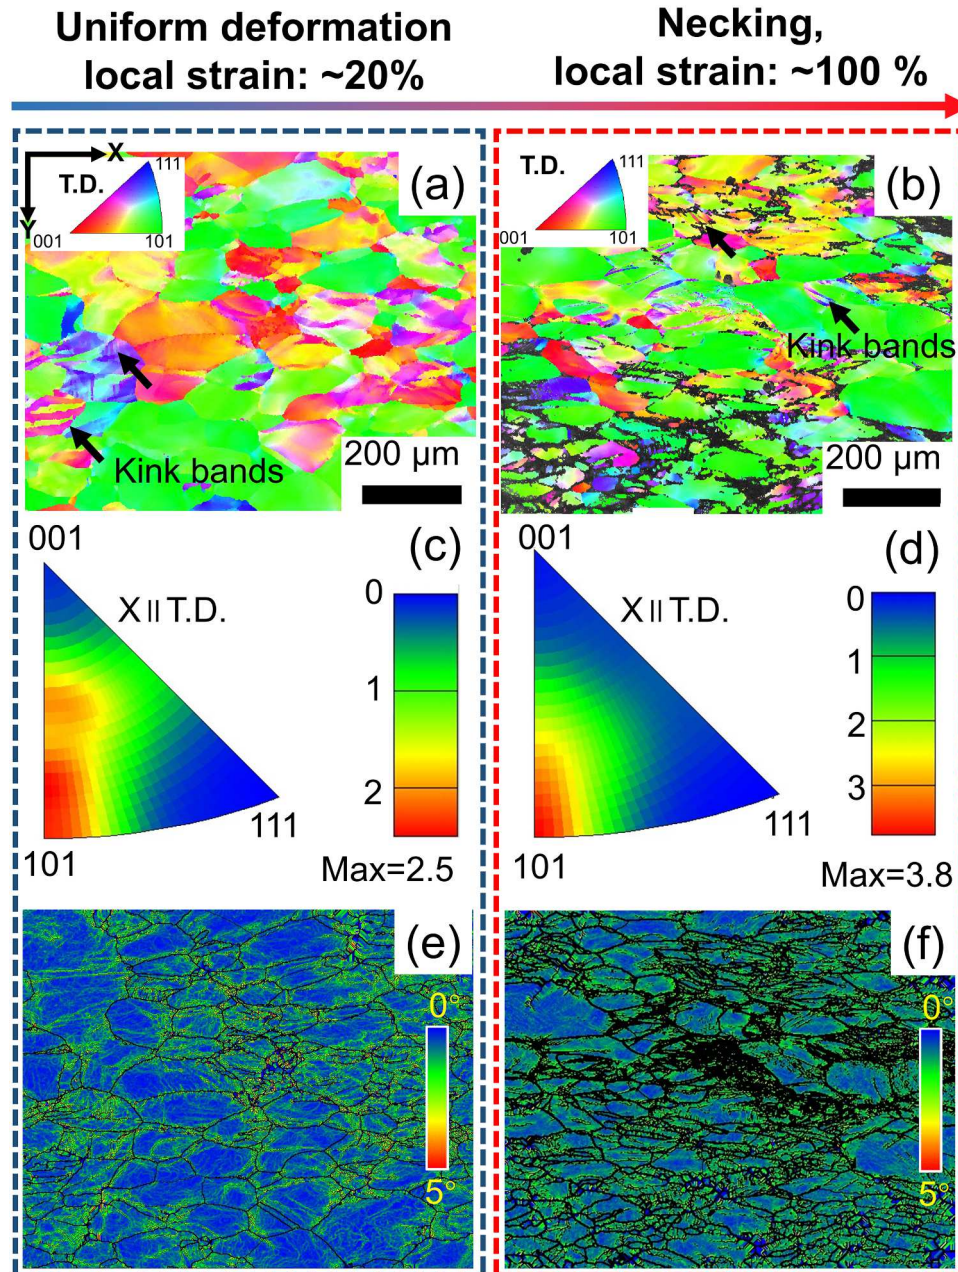 Uniform deformation
local strain: ~20%
Necking,
local strain: ~100 %
X
Y
T.D.
111
001
101
(a)
Kink bands
200 μm
T.D.
111
001
101
(b)
Kink bands
200 μm
001
X॥T.D.
101
111
(c)
0
1
2
Max=2.5
001
X॥T.D.
101
111
(d)
0
1
2
3
Max=3.8
(e)
0°
5°
(f)
0°
5°